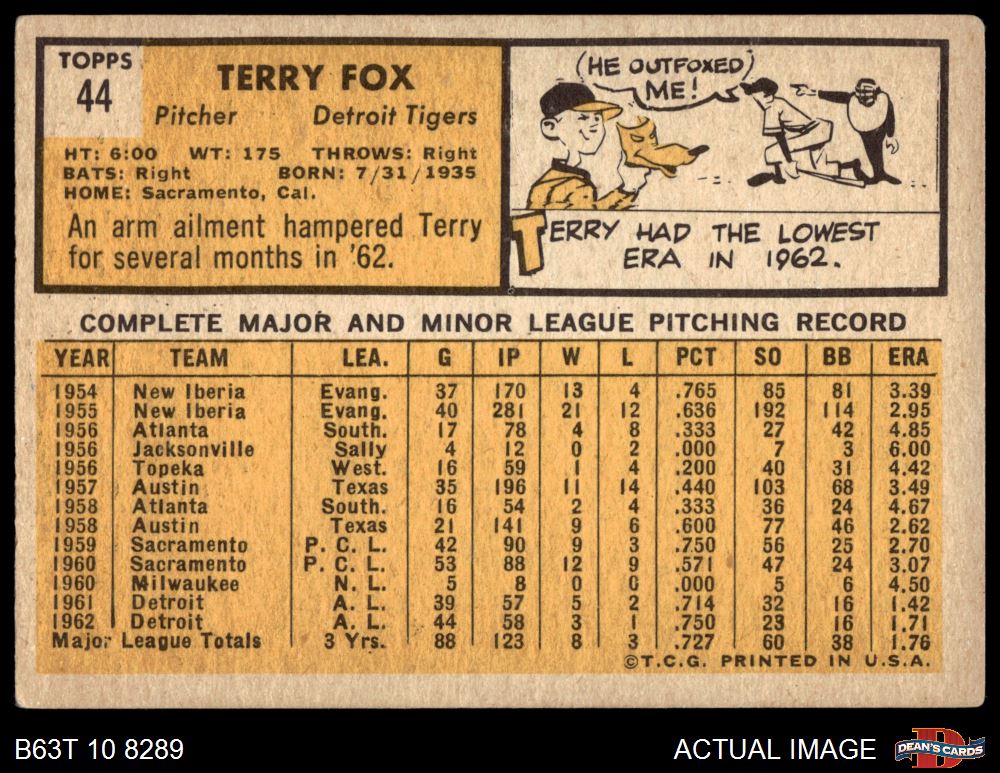 TOPPS
44
TERRY FOX
Pitcher Detroit Tigers
HT: 6:00 WT: 175 THROWS: Right
BATS: Right BORN: 7/31/1935
HOME: Sacramento, Cal.
An arm ailment hampered Terry
for several months in '62.
(HE OUTFOXED)
ME!
TERRY HAD THE LOWEST
ERA IN 1962.
COMPLETE MAJOR AND MINOR LEAGUE PITCHING RECORD
YEAR TEAM LEA. G IP W L PCT SO BB ERA
1954 New Iberia Evang. 37 170 13 4 .765 85 81 3.39
1955 New Iberia Evang. 40 281 21 12 .636 192 114 2.95
1956 Atlanta South. 17 78 4 8 .333 27 42 4.85
1956 Jacksonville Sally 4 12 0 2 .000 7 3 6.00
1956 Topeka West. 16 59 1 4 .200 40 31 4.42
1957 Austin Texas 35 196 11 14 .440 103 68 3.49
1958 Atlanta South. 16 54 2 4 .333 36 24 4.67
1958 Austin Texas 21 141 9 6 .600 77 46 2.62
1959 Sacramento P. C. L. 42 90 9 3 .750 56 25 2.70
1960 Sacramento P. C. L. 53 88 12 9 .571 47 24 3.07
1960 Milwaukee N. L. 5 8 0 0 .000 5 6 4.50
1961 Detroit A. L. 39 57 5 2 .714 32 16 1.42
1962 Detroit A. L. 44 58 3 1 .750 23 16 1.71
Major League Totals 3 Yrs. 88 123 8 3 .727 60 38 1.76
©T.C.G. PRINTED IN U.S.A.
B63T 10 8289 ACTUAL IMAGE DEAN'S CARDS